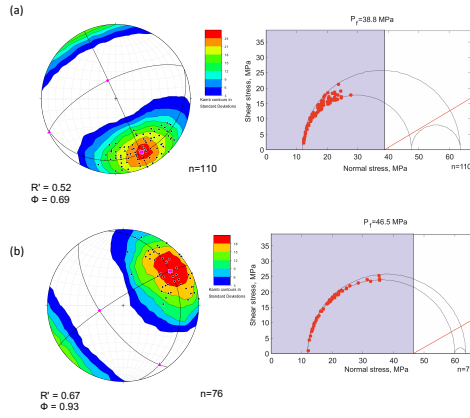 (a)
Kamb contours in
Standard Deviations
n=110
R' = 0.52
Φ = 0.69
P_f=38.8 MPa
Shear stress, MPa
35
30
25
20
15
10
5
0
0 10 20 30 40 50 60
Normal stress, MPa
n=110
(b)
Kamb contours in
Standard Deviations
n=76
R' = 0.67
Φ = 0.93
P_f=46.5 MPa
Shear stress, MPa
35
30
25
20
15
10
5
0
0 10 20 30 40 50 60
Normal stress, MPa
n=7